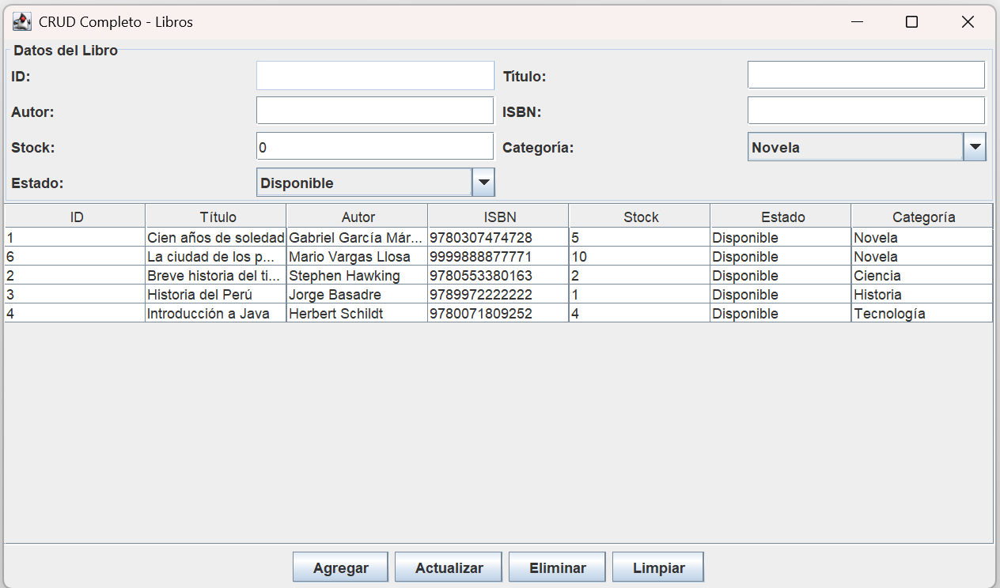 CRUD Completo - Libros
Datos del Libro
ID: Título:
Autor: ISBN:
Stock: 0 Categoría: Novela
Estado: Disponible
ID Título Autor ISBN Stock Estado Categoría
1 Cien años de soledad Gabriel García Már... 9780307474728 5 Disponible Novela
6 La ciudad de los p... Mario Vargas Llosa 9999888877771 10 Disponible Novela
2 Breve historia del ti... Stephen Hawking 9780553380163 2 Disponible Ciencia
3 Historia del Perú Jorge Basadre 9789972222222 1 Disponible Historia
4 Introducción a Java Herbert Schildt 9780071809252 4 Disponible Tecnología
Agregar Actualizar Eliminar Limpiar